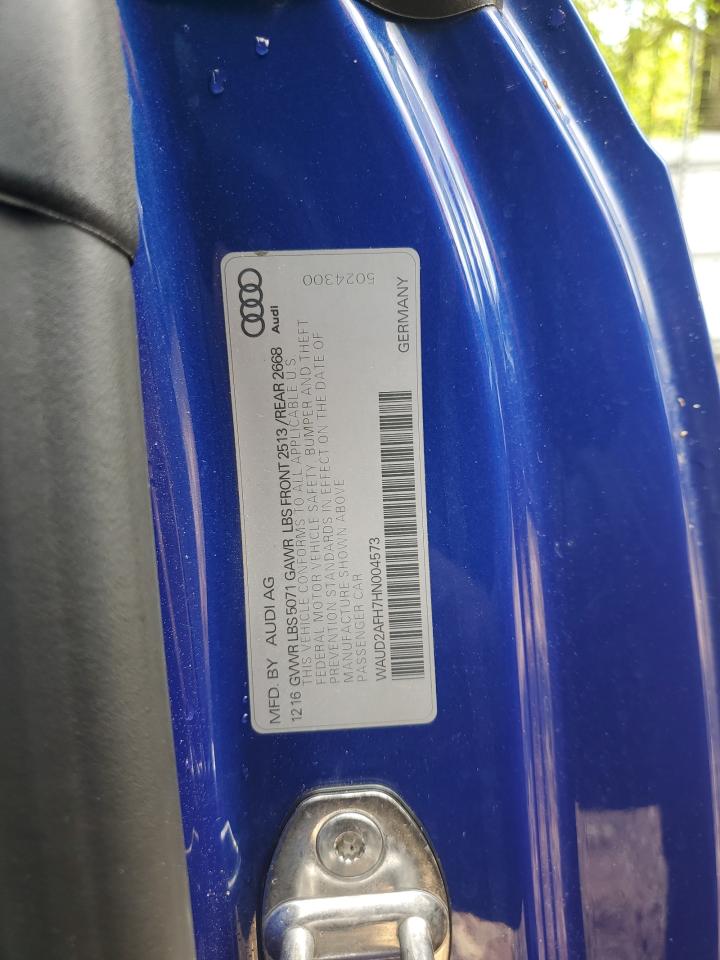 MFD. BY AUDI AG
Audi
12 16 GVWR LBS 5071 GAWR LBS FRONT 2513 /REAR 2668
THIS VEHICLE CONFORMS TO ALL APPLICABLE U S
FEDERAL MOTOR VEHICLE SAFETY, BUMPER AND THEFT
PREVENTION STANDARDS IN EFFECT ON THE DATE OF
MANUFACTURE SHOWN ABOVE
PASSENGER CAR
5024300
WAUD2AFH7HN004573
GERMANY